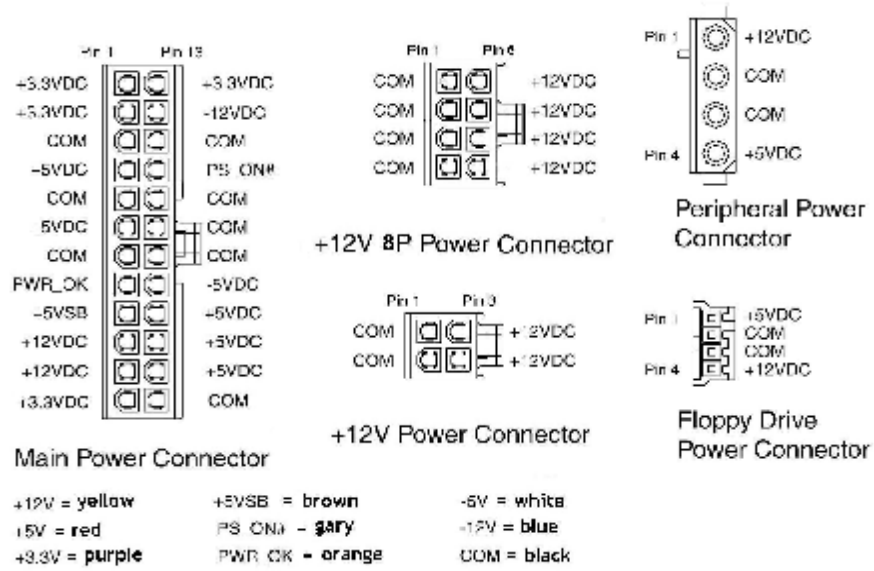 Pin 1 Pin 13
+3.3VDC +3.3VDC
+3.3VDC -12VDC
COM COM
+5VDC PS_ON#
COM COM
+5VDC COM
COM COM
PWR_OK -5VDC
+5VSB +5VDC
+12VDC +5VDC
+12VDC +5VDC
+3.3VDC COM
Main Power Connector
Pin 1 Pin 6
COM +12VDC
COM +12VDC
COM +12VDC
COM +12VDC
+12V 8P Power Connector
Pin 1 Pin 3
COM +12VDC
COM +12VDC
+12V Power Connector
Pin 1 +12VDC
COM
COM
Pin 4 +5VDC
Peripheral Power
Connector
Pin 1 +5VDC
COM
COM
Pin 4 +12VDC
Floppy Drive
Power Connector
+12V = yellow +5VSB = brown -5V = white
+5V = red PS_ON# = gary -12V = blue
+3.3V = purple PWR_OK = orange COM = black